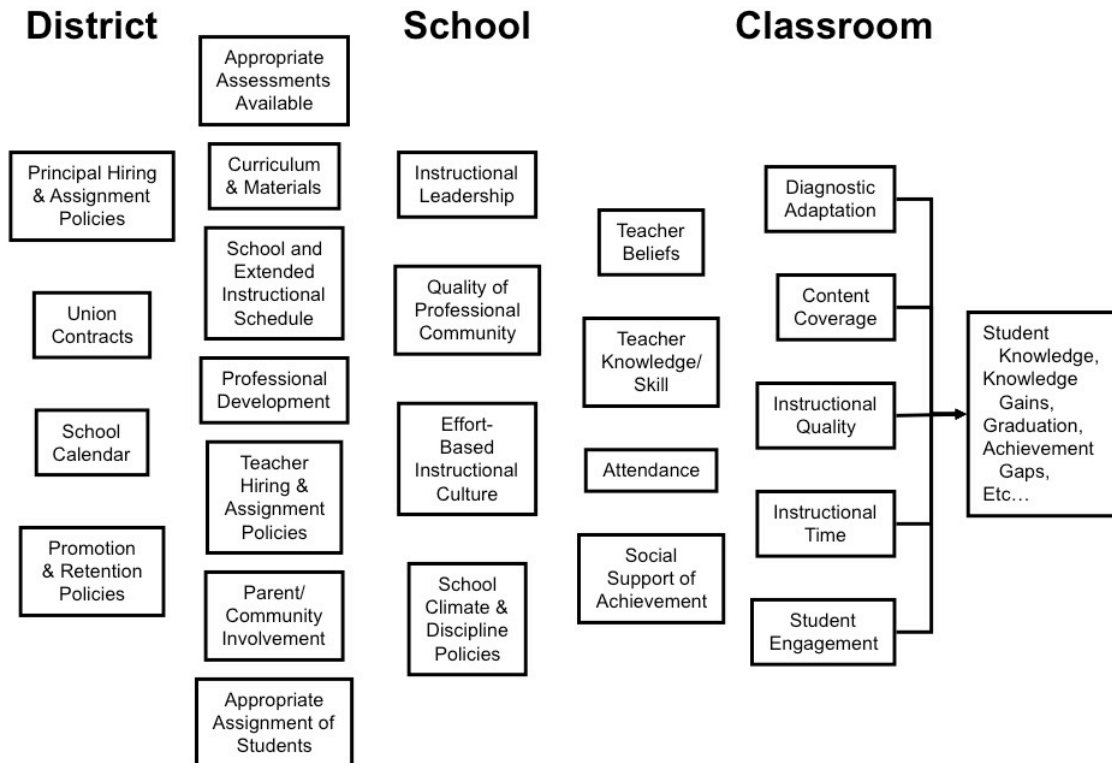 District
School
Classroom
Principal Hiring
& Assignment
Policies
Union
Contracts
School
Calendar
Promotion
& Retention
Policies
Appropriate
Assessments
Available
Curriculum
& Materials
School and
Extended
Instructional
Schedule
Professional
Development
Teacher
Hiring &
Assignment
Policies
Parent/
Community
Involvement
Appropriate
Assignment of
Students
Instructional
Leadership
Quality of
Professional
Community
Effort-
Based
Instructional
Culture
School
Climate &
Discipline
Policies
Teacher
Beliefs
Teacher
Knowledge/
Skill
Attendance
Social
Support of
Achievement
Diagnostic
Adaptation
Content
Coverage
Instructional
Quality
Instructional
Time
Student
Engagement
Student
Knowledge,
Knowledge
Gains,
Graduation,
Achievement
Gaps,
Etc…